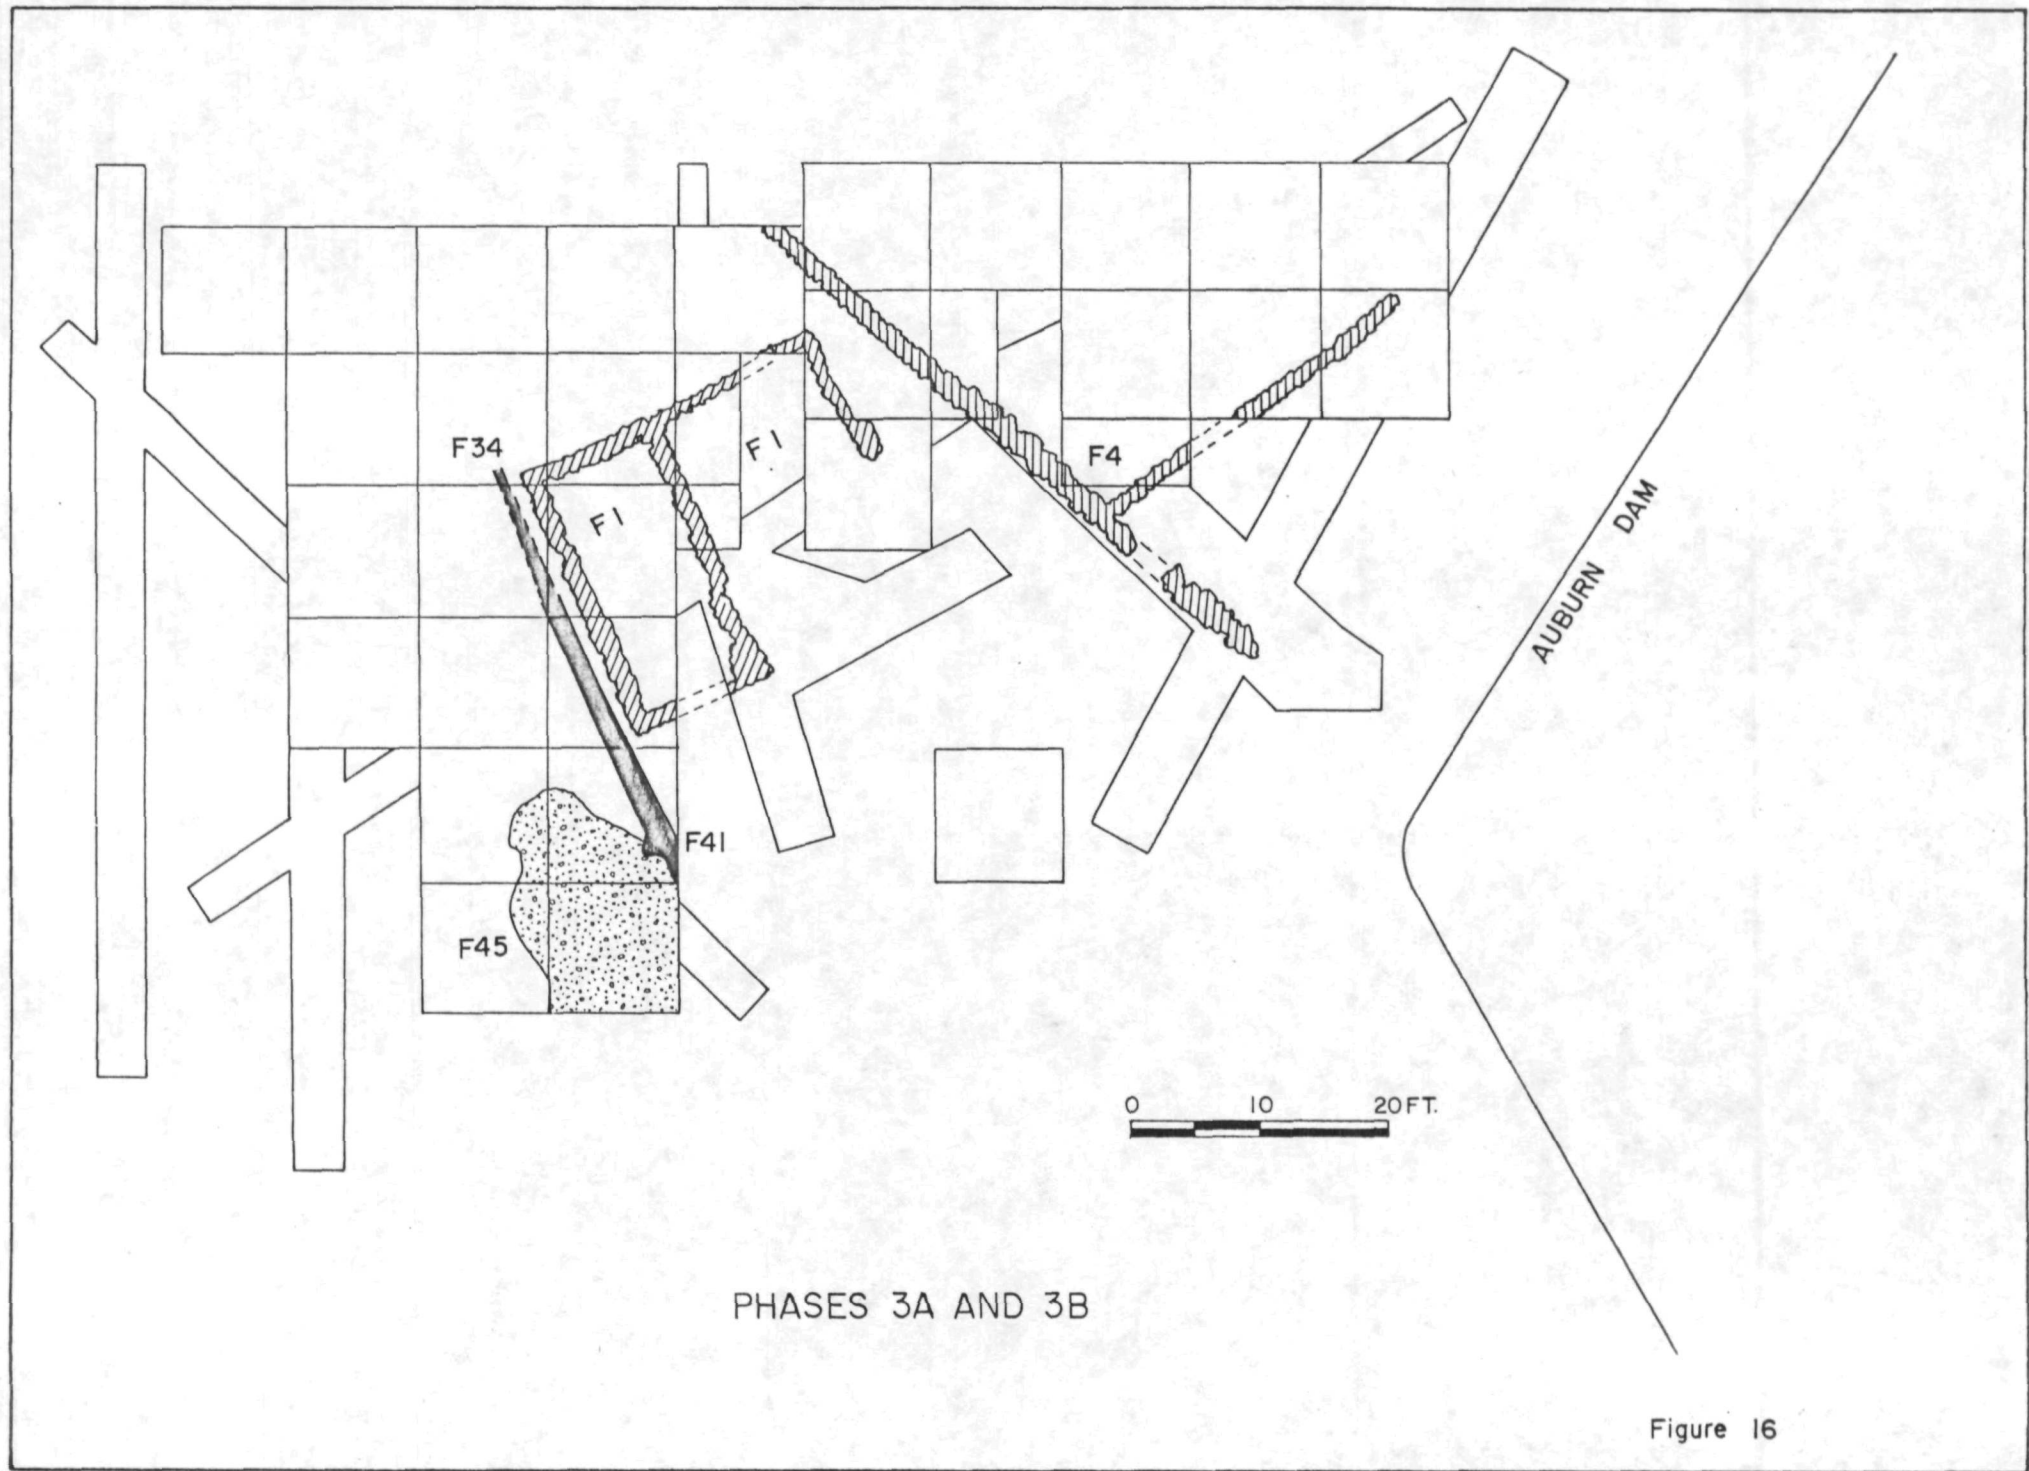 F34
F1
F1
F4
AUBURN DAM
F41
F45
0 10 20 FT.
PHASES 3A AND 3B
Figure 16